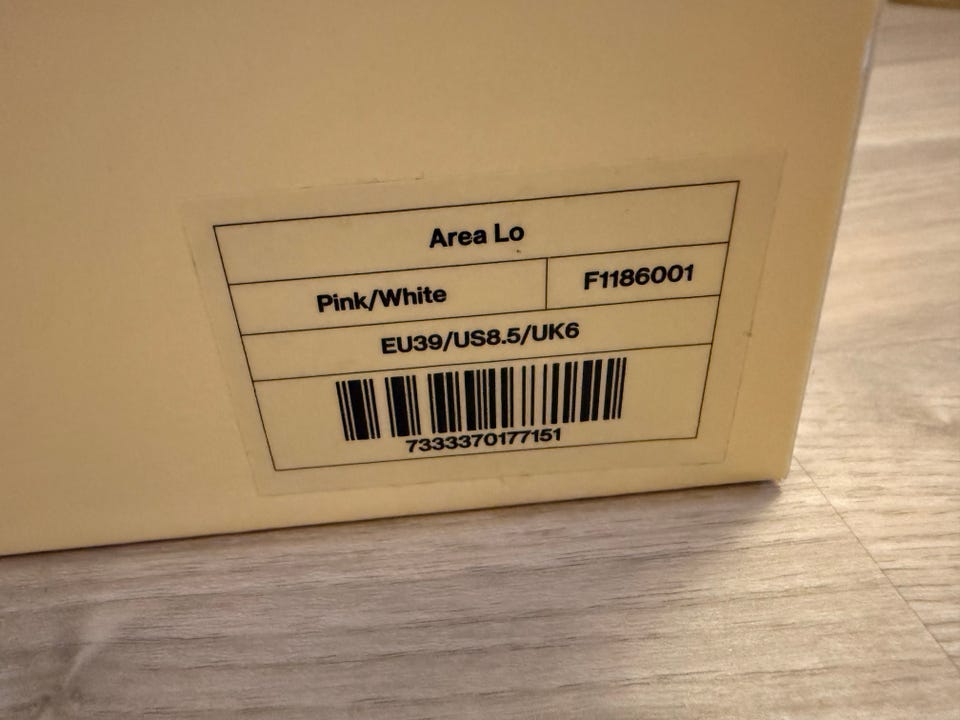 Area Lo
Pink/White F1186001
EU39/US8.5/UK6
7333370177151